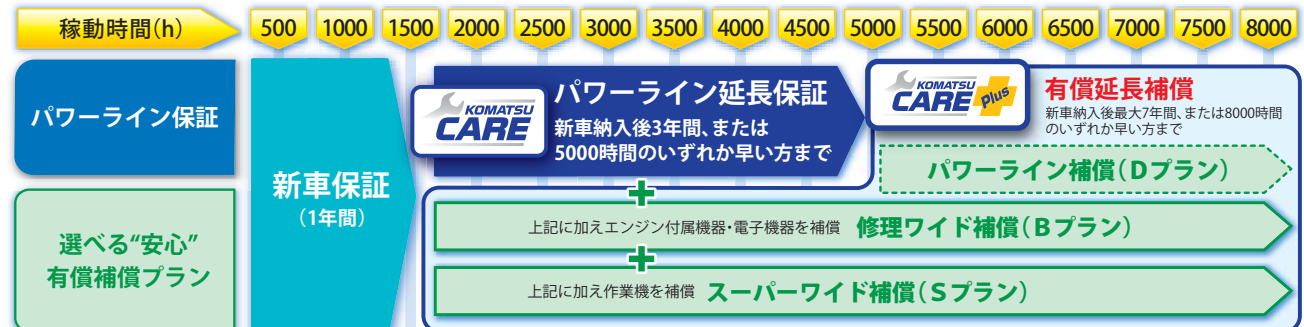 稼動時間(h) 500 1000 1500 2000 2500 3000 3500 4000 4500 5000 5500 6000 6500 7000 7500 8000
パワーライン保証
新車保証
(1年間)
KOMATSU
CARE
パワーライン延長保証
新車納入後3年間、または
5000時間のいずれか早い方まで
KOMATSU
CARE Plus
有償延長補償
新車納入後最大7年間、または8000時間
のいずれか早い方まで
パワーライン補償(Dプラン)
選べる“安心”
有償補償プラン
+
上記に加えエンジン付属機器・電子機器を補償 修理ワイド補償(Bプラン)
+
上記に加え作業機を補償 スーパーワイド補償(Sプラン)